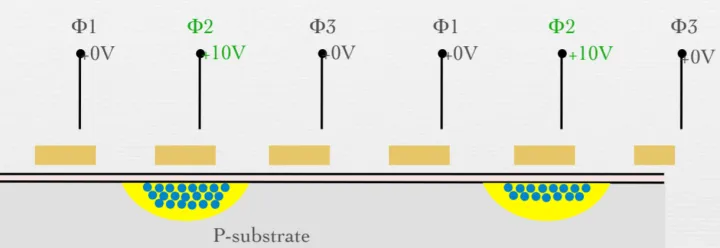 Φ1 Φ2 Φ3 Φ1 Φ2 Φ3
+0V +10V +0V +0V +10V +0V
P-substrate